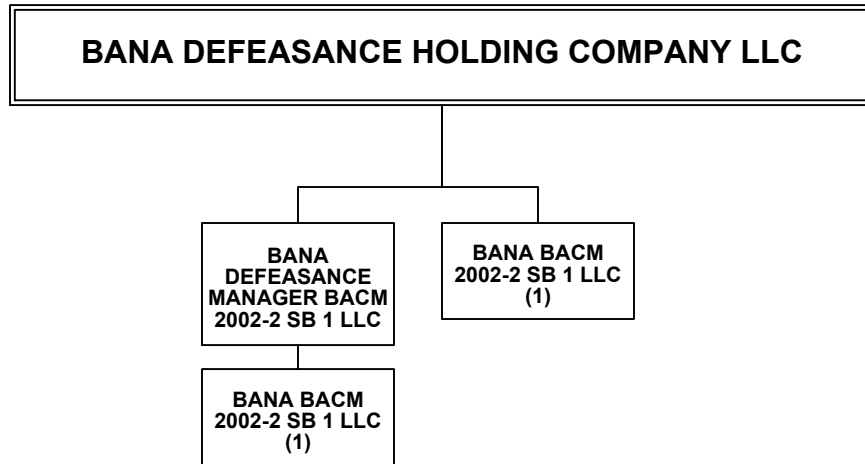 BANA DEFEASANCE HOLDING COMPANY LLC
BANA
DEFEASANCE
MANAGER BACM
2002-2 SB 1 LLC
BANA BACM
2002-2 SB 1 LLC
(1)
BANA BACM
2002-2 SB 1 LLC
(1)